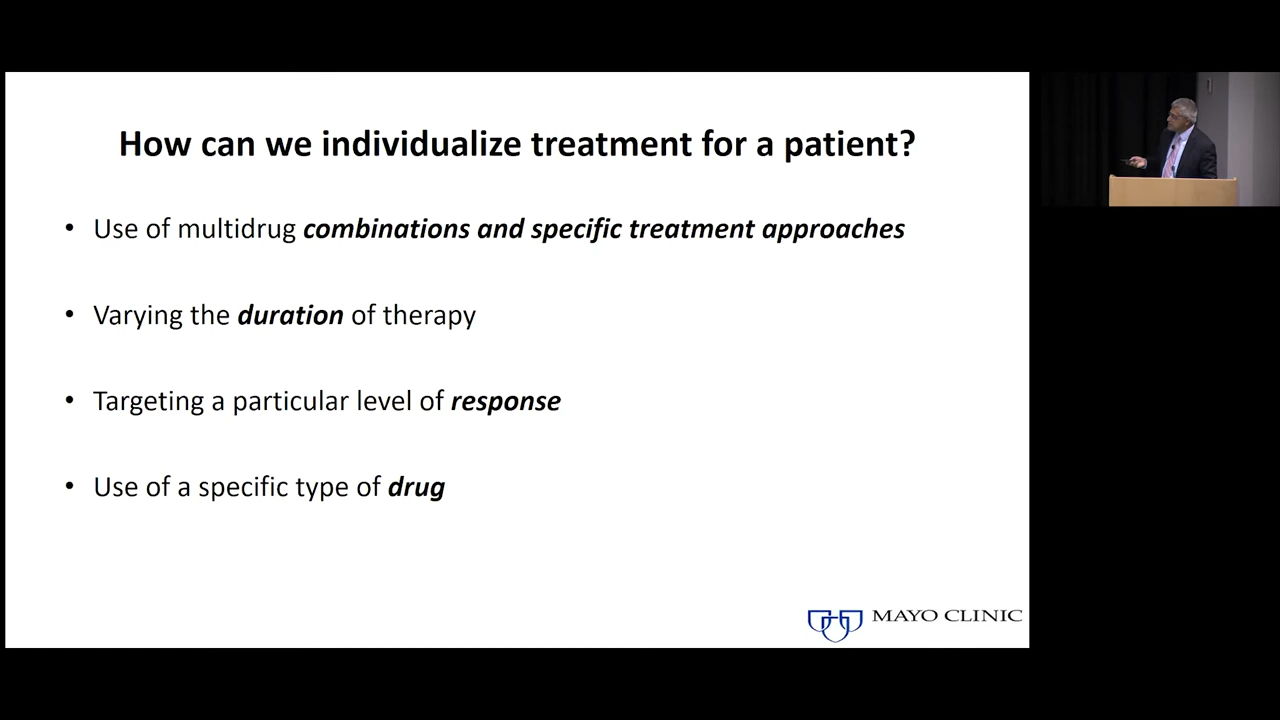 How can we individualize treatment for a patient?
• Use of multidrug combinations and specific treatment approaches
• Varying the duration of therapy
• Targeting a particular level of response
• Use of a specific type of drug
MAYO CLINIC